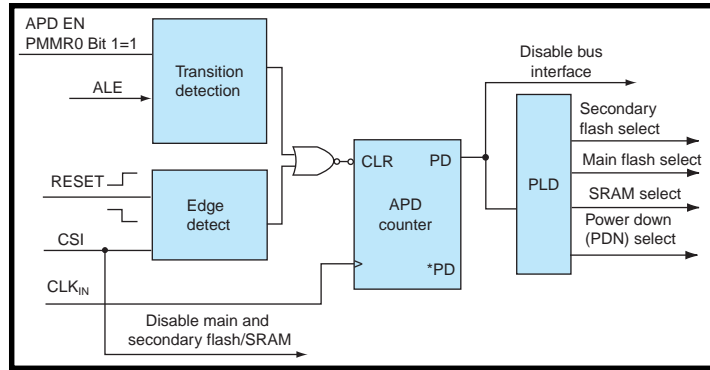 APD EN
PMMR0 Bit 1=1
ALE
Transition
detection
RESET
CSI
Edge
detect
CLKIN
Disable main and
secondary flash/SRAM
CLR
PD
APD
counter
*PD
Disable bus
interface
PLD
Secondary
flash select
Main flash select
SRAM select
Power down
(PDN) select